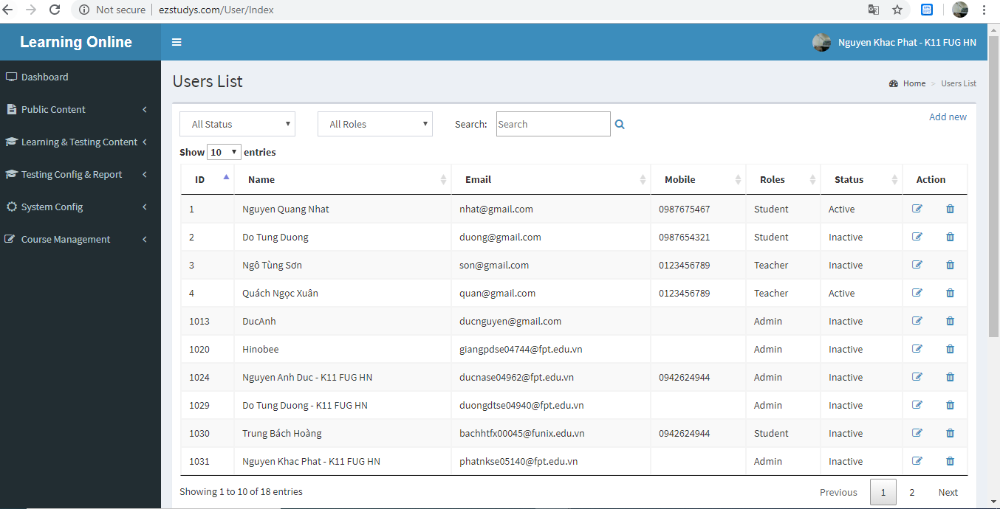 Not secure ezstudys.com/User/Index
Learning Online Nguyen Khac Phat - K11 FUG HN
Dashboard
Public Content
Learning & Testing Content
Testing Config & Report
System Config
Course Management
Users List
Home > Users List
All Status All Roles Search: Search Add new
Show 10 entries
ID Name Email Mobile Roles Status Action
1 Nguyen Quang Nhat nhat@gmail.com 0987675467 Student Active
2 Do Tung Duong duong@gmail.com 0987654321 Student Inactive
3 Ngô Tùng Sơn son@gmail.com 0123456789 Teacher Inactive
4 Quách Ngọc Xuân quan@gmail.com 0123456789 Teacher Active
1013 DucAnh ducnguyen@gmail.com Admin Inactive
1020 Hinobee giangpdse04744@fpt.edu.vn Admin Inactive
1024 Nguyen Anh Duc - K11 FUG HN ducnase04962@fpt.edu.vn 0942624944 Admin Inactive
1029 Do Tung Duong - K11 FUG HN duongdtse04940@fpt.edu.vn Admin Inactive
1030 Trung Bách Hoàng bachhtfx00045@funix.edu.vn 0942624944 Student Inactive
1031 Nguyen Khac Phat - K11 FUG HN phatnkse05140@fpt.edu.vn Admin Inactive
Showing 1 to 10 of 18 entries Previous 1 2 Next